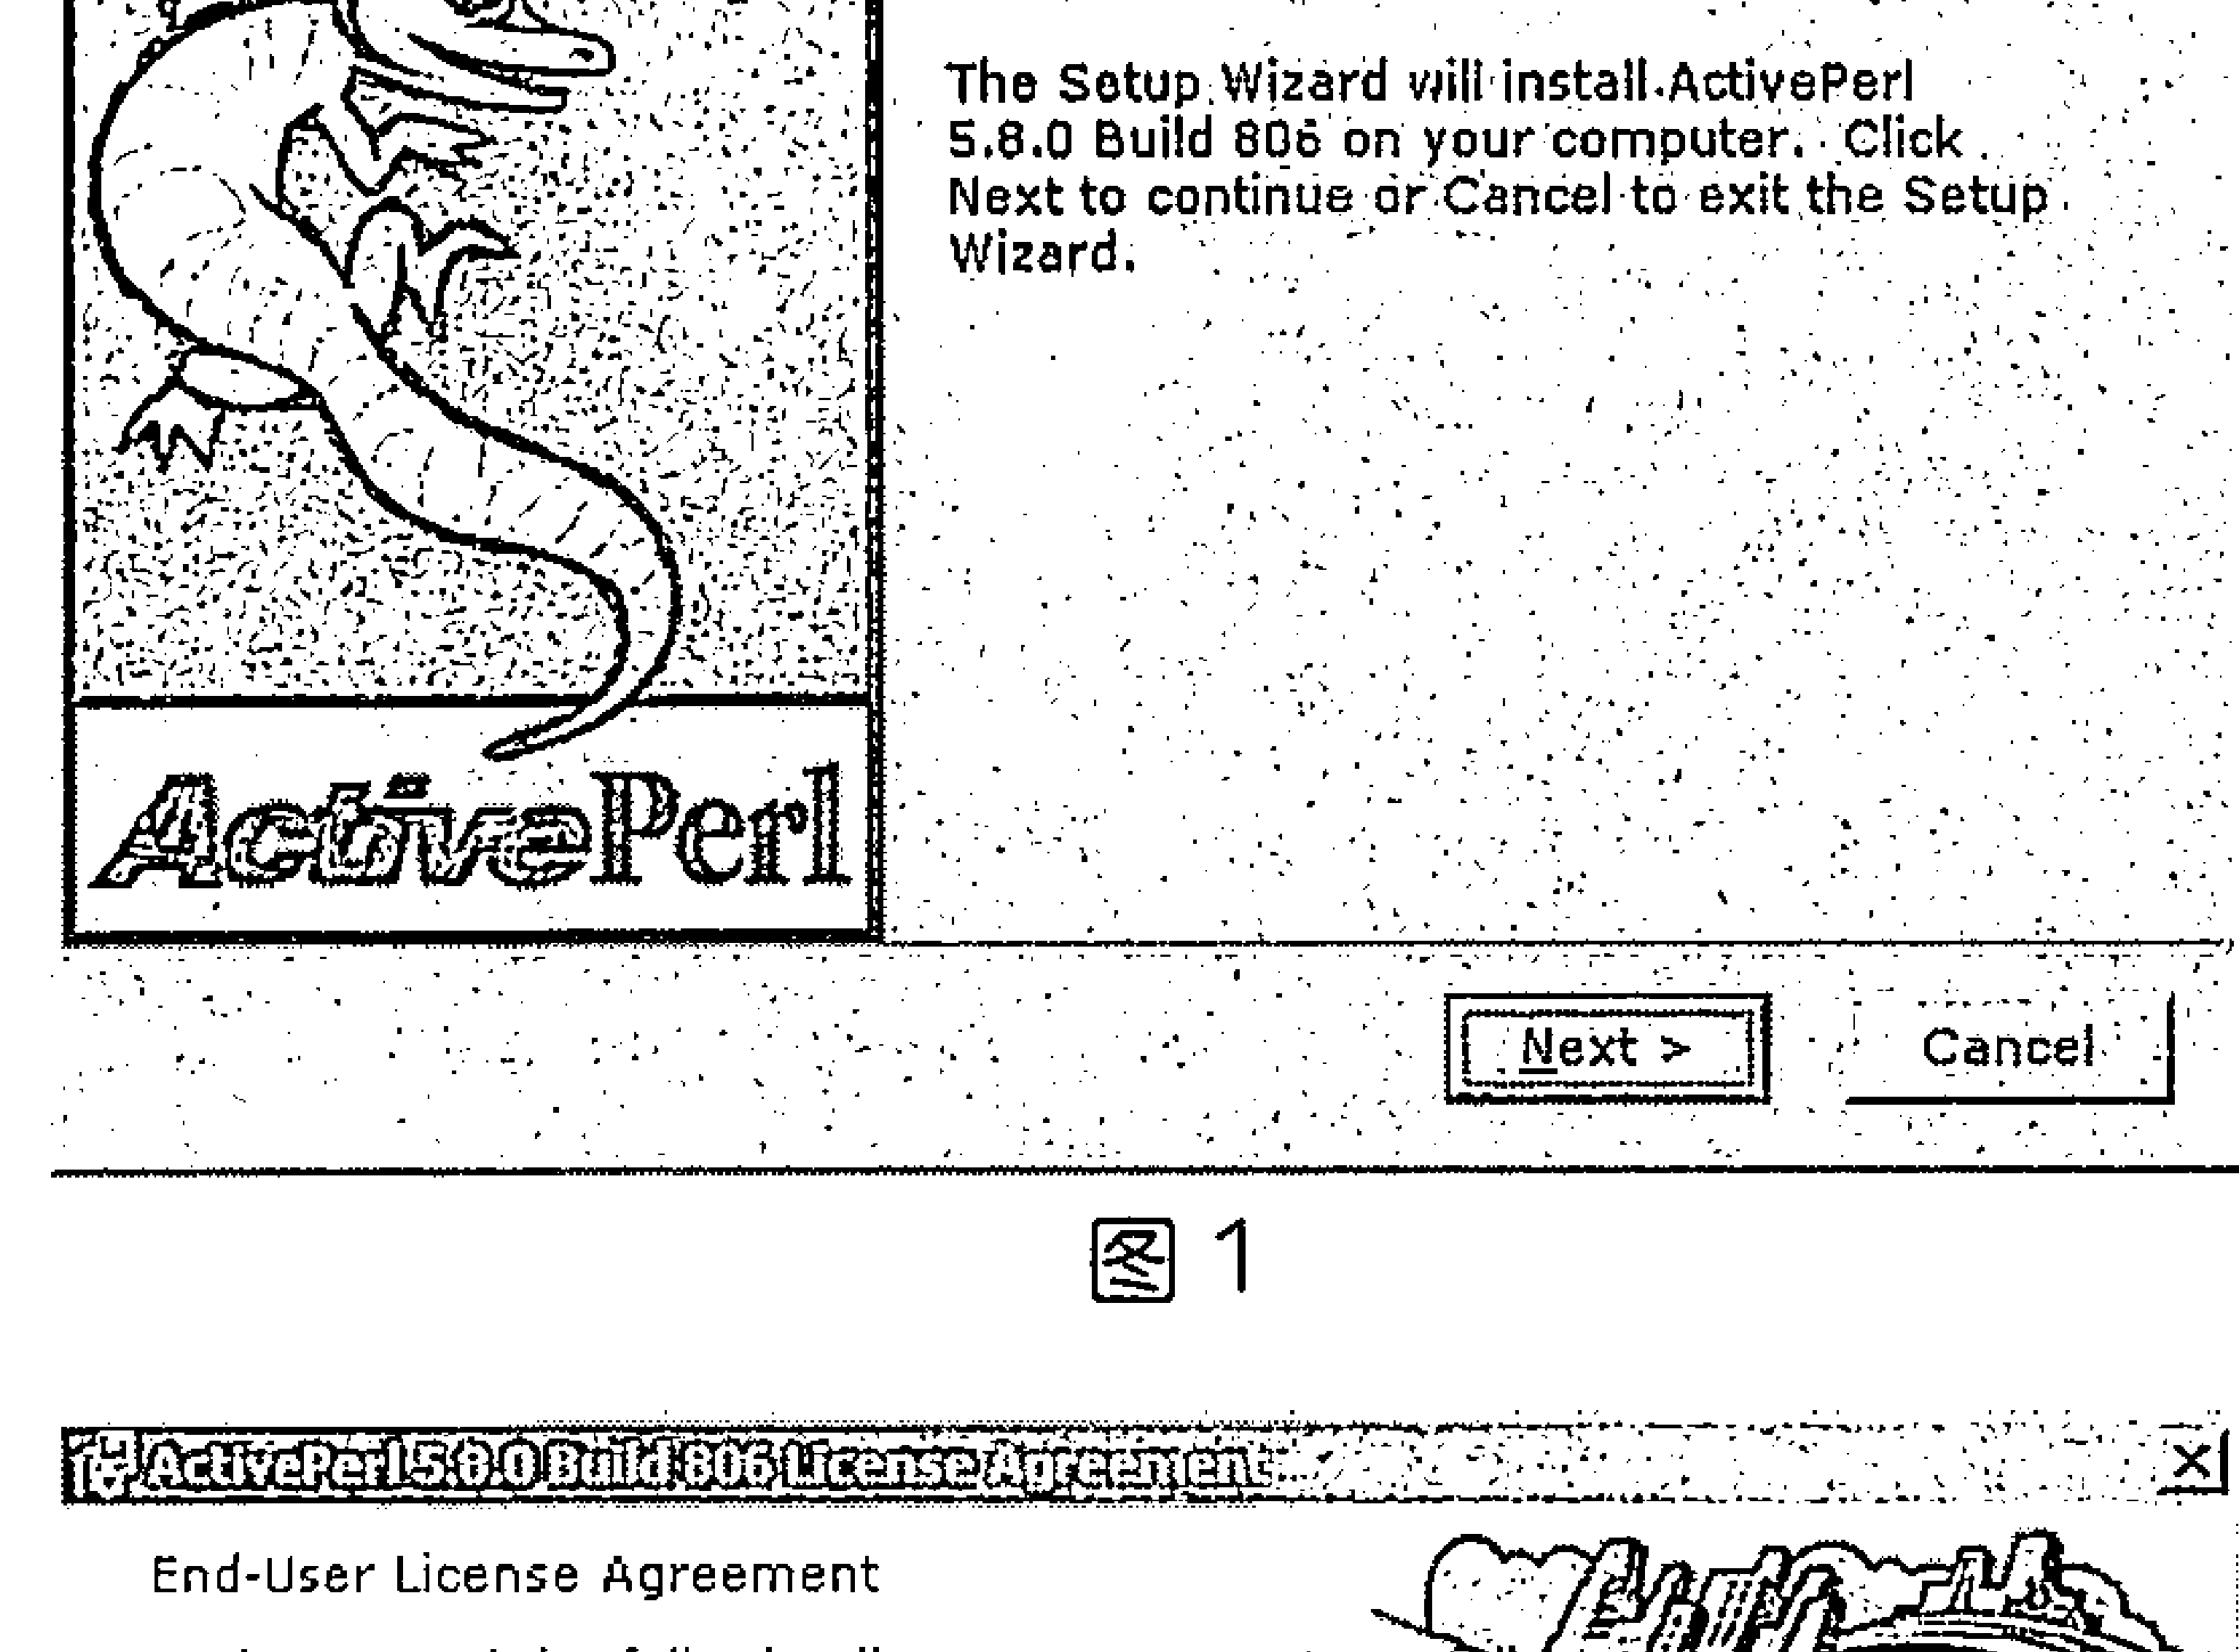 The Setup Wizard will install ActivePerl
5.8.0 Build 806 on your computer. Click
Next to continue or Cancel to exit the Setup
Wizard.
ActivePerl
Next >
Cancel
图 1
ActivePerl 5.8.0 Build 806 License Agreement
End-User License Agreement